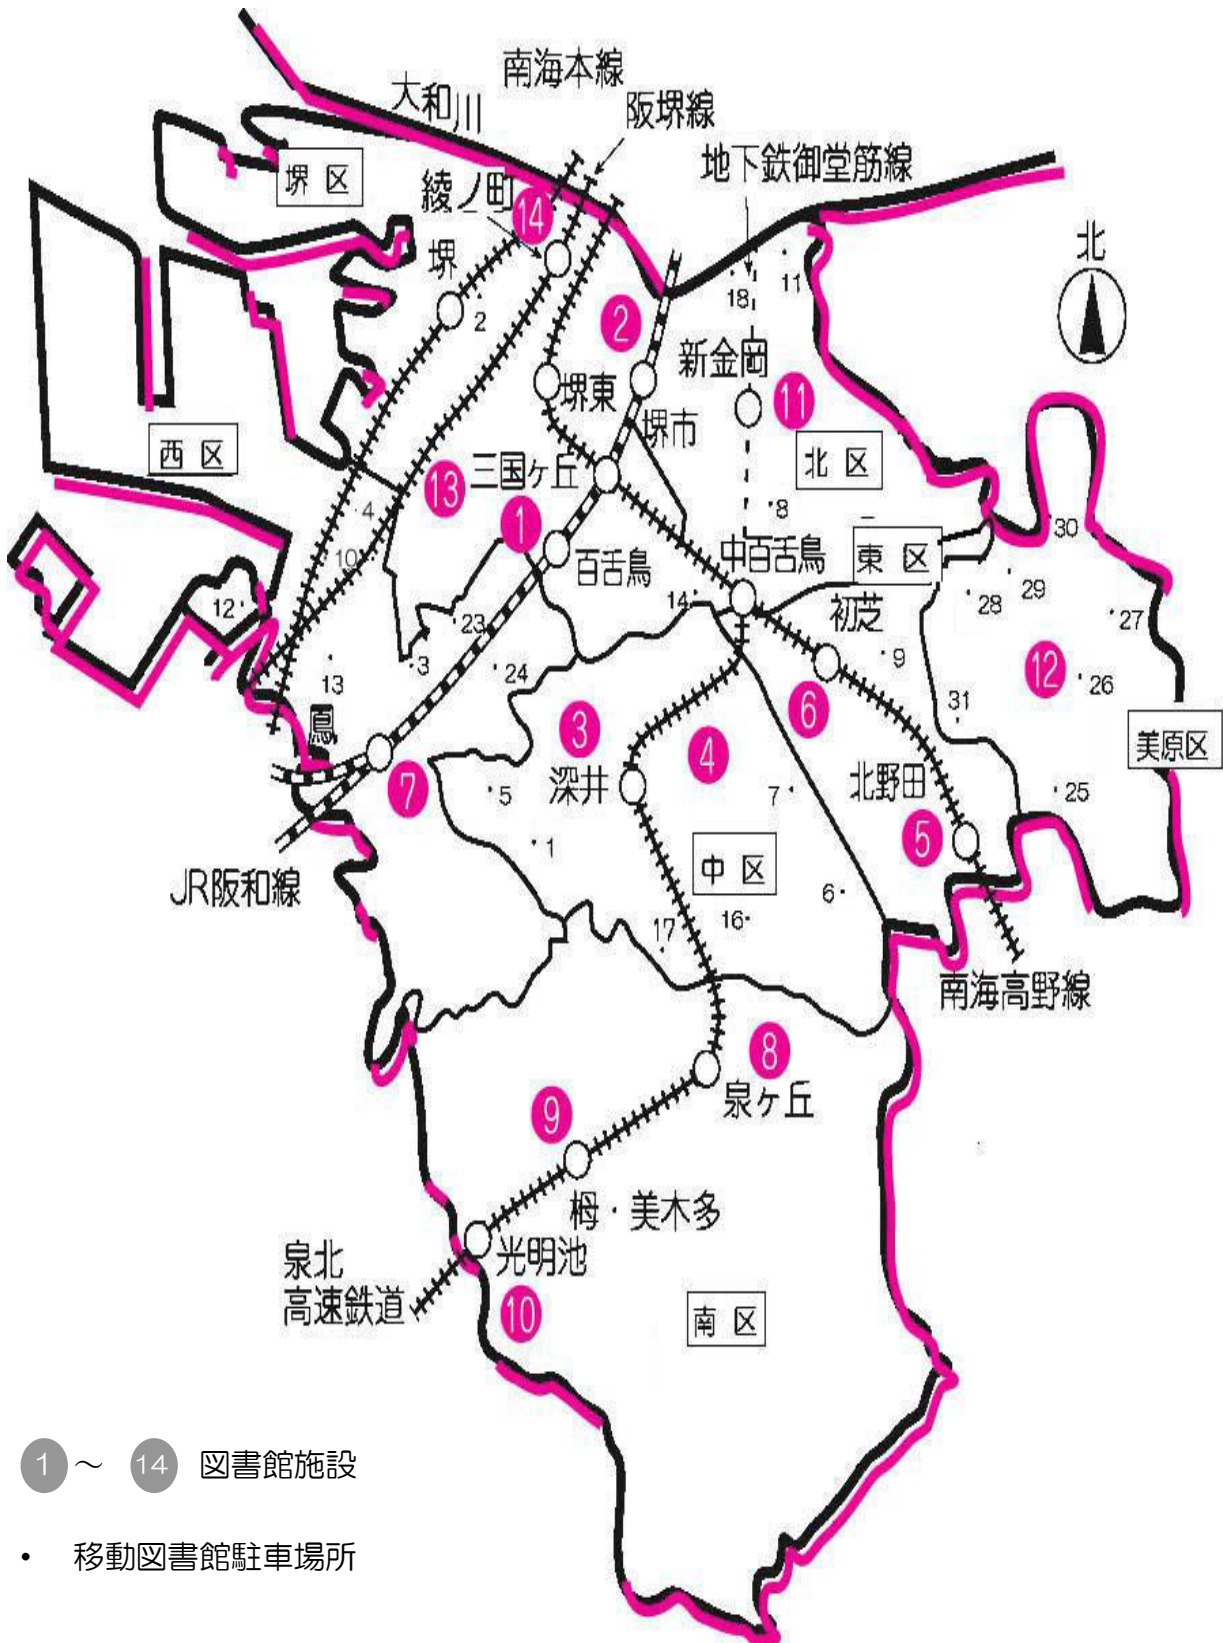 南海本線
大和川
阪堺線
地下鉄御堂筋線
堺 区
綾ノ町
14
北
堺
18
11
2
2
新金岡
堺東
11
堺市
西 区
北 区
13
三国ヶ丘
4
8
1
30
10
百舌鳥
中百舌鳥
東 区
12
14
28
29
27
23
初芝
3
24
9
12
26
13
31
鳳
3
6
美原区
4
7
5
深井
7
北野田
25
1
5
中 区
JR阪和線
6
16
17
南海高野線
8
泉ヶ丘
9
栂・美木多
泉北
高速鉄道
光明池
10
南 区
1 ～ 14 図書館施設
・ 移動図書館駐車場所